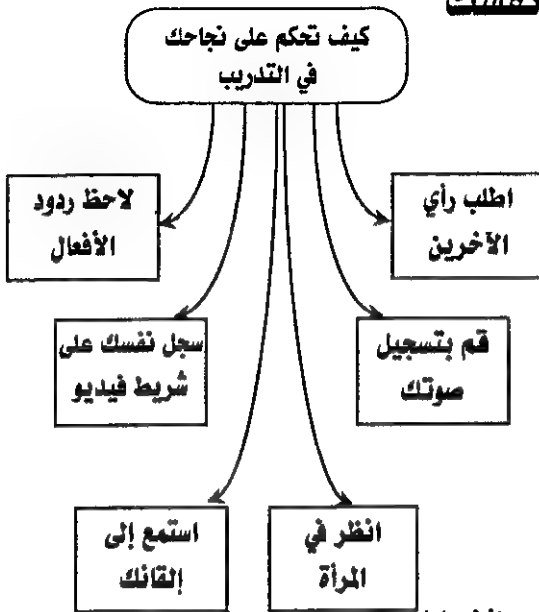 كيف تحكم على نجاحك
في التدريب
اطلب رأي
الآخرين
لاحظ ردود
الأفعال
قم بتسجيل
صوتك
سجل نفسك على
شريط فيديو
انظر في
المرآة
استمع إلى
إلقائك